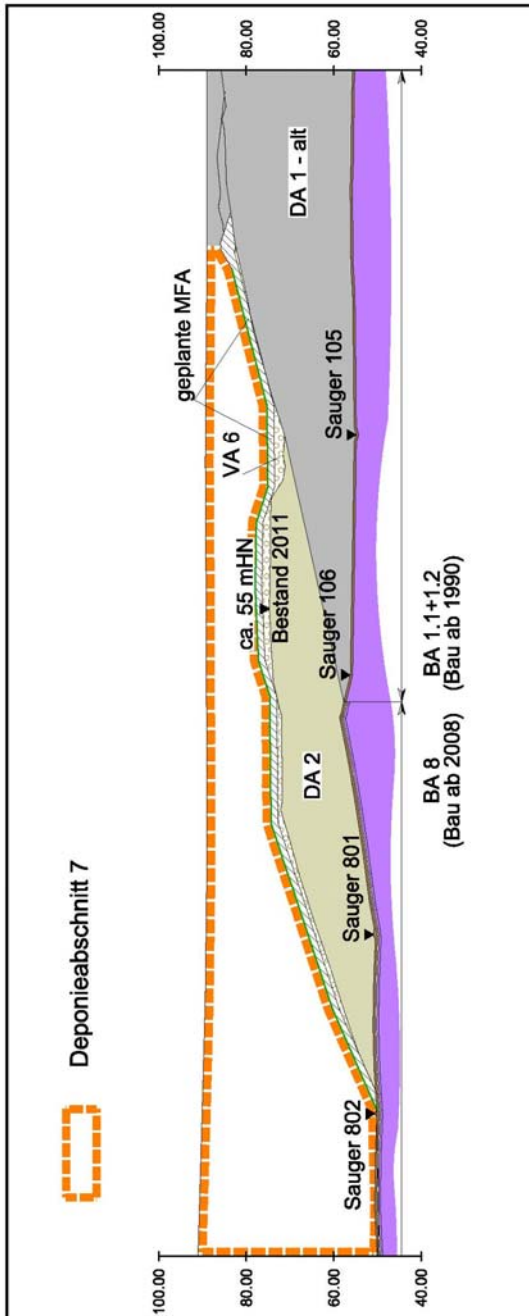 Deponieabschnitt 7
100.00
80.00
60.00
40.00
100.00
80.00
60.00
40.00
geplante MFA
VA 6
ca. 55 mHN
Bestand 2011
DA 1 - alt
DA 2
Sauger 802
Sauger 801
Sauger 106
Sauger 105
BA 8
(Bau ab 2008)
BA 1.1+1.2
(Bau ab 1990)